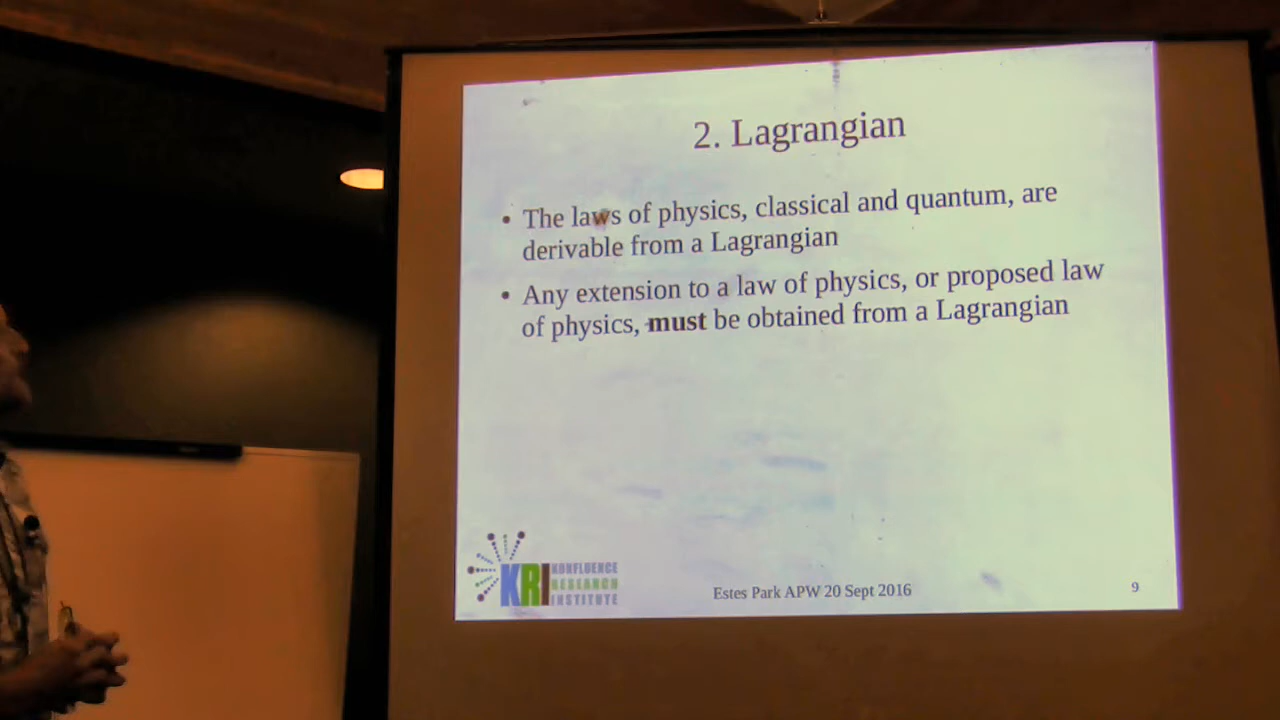 2. Lagrangian
• The laws of physics, classical and quantum, are
derivable from a Lagrangian
• Any extension to a law of physics, or proposed law
of physics, must be obtained from a Lagrangian
KRI KONFLUENCE
RESEARCH
INSTITUTE
Estes Park APW 20 Sept 2016
9